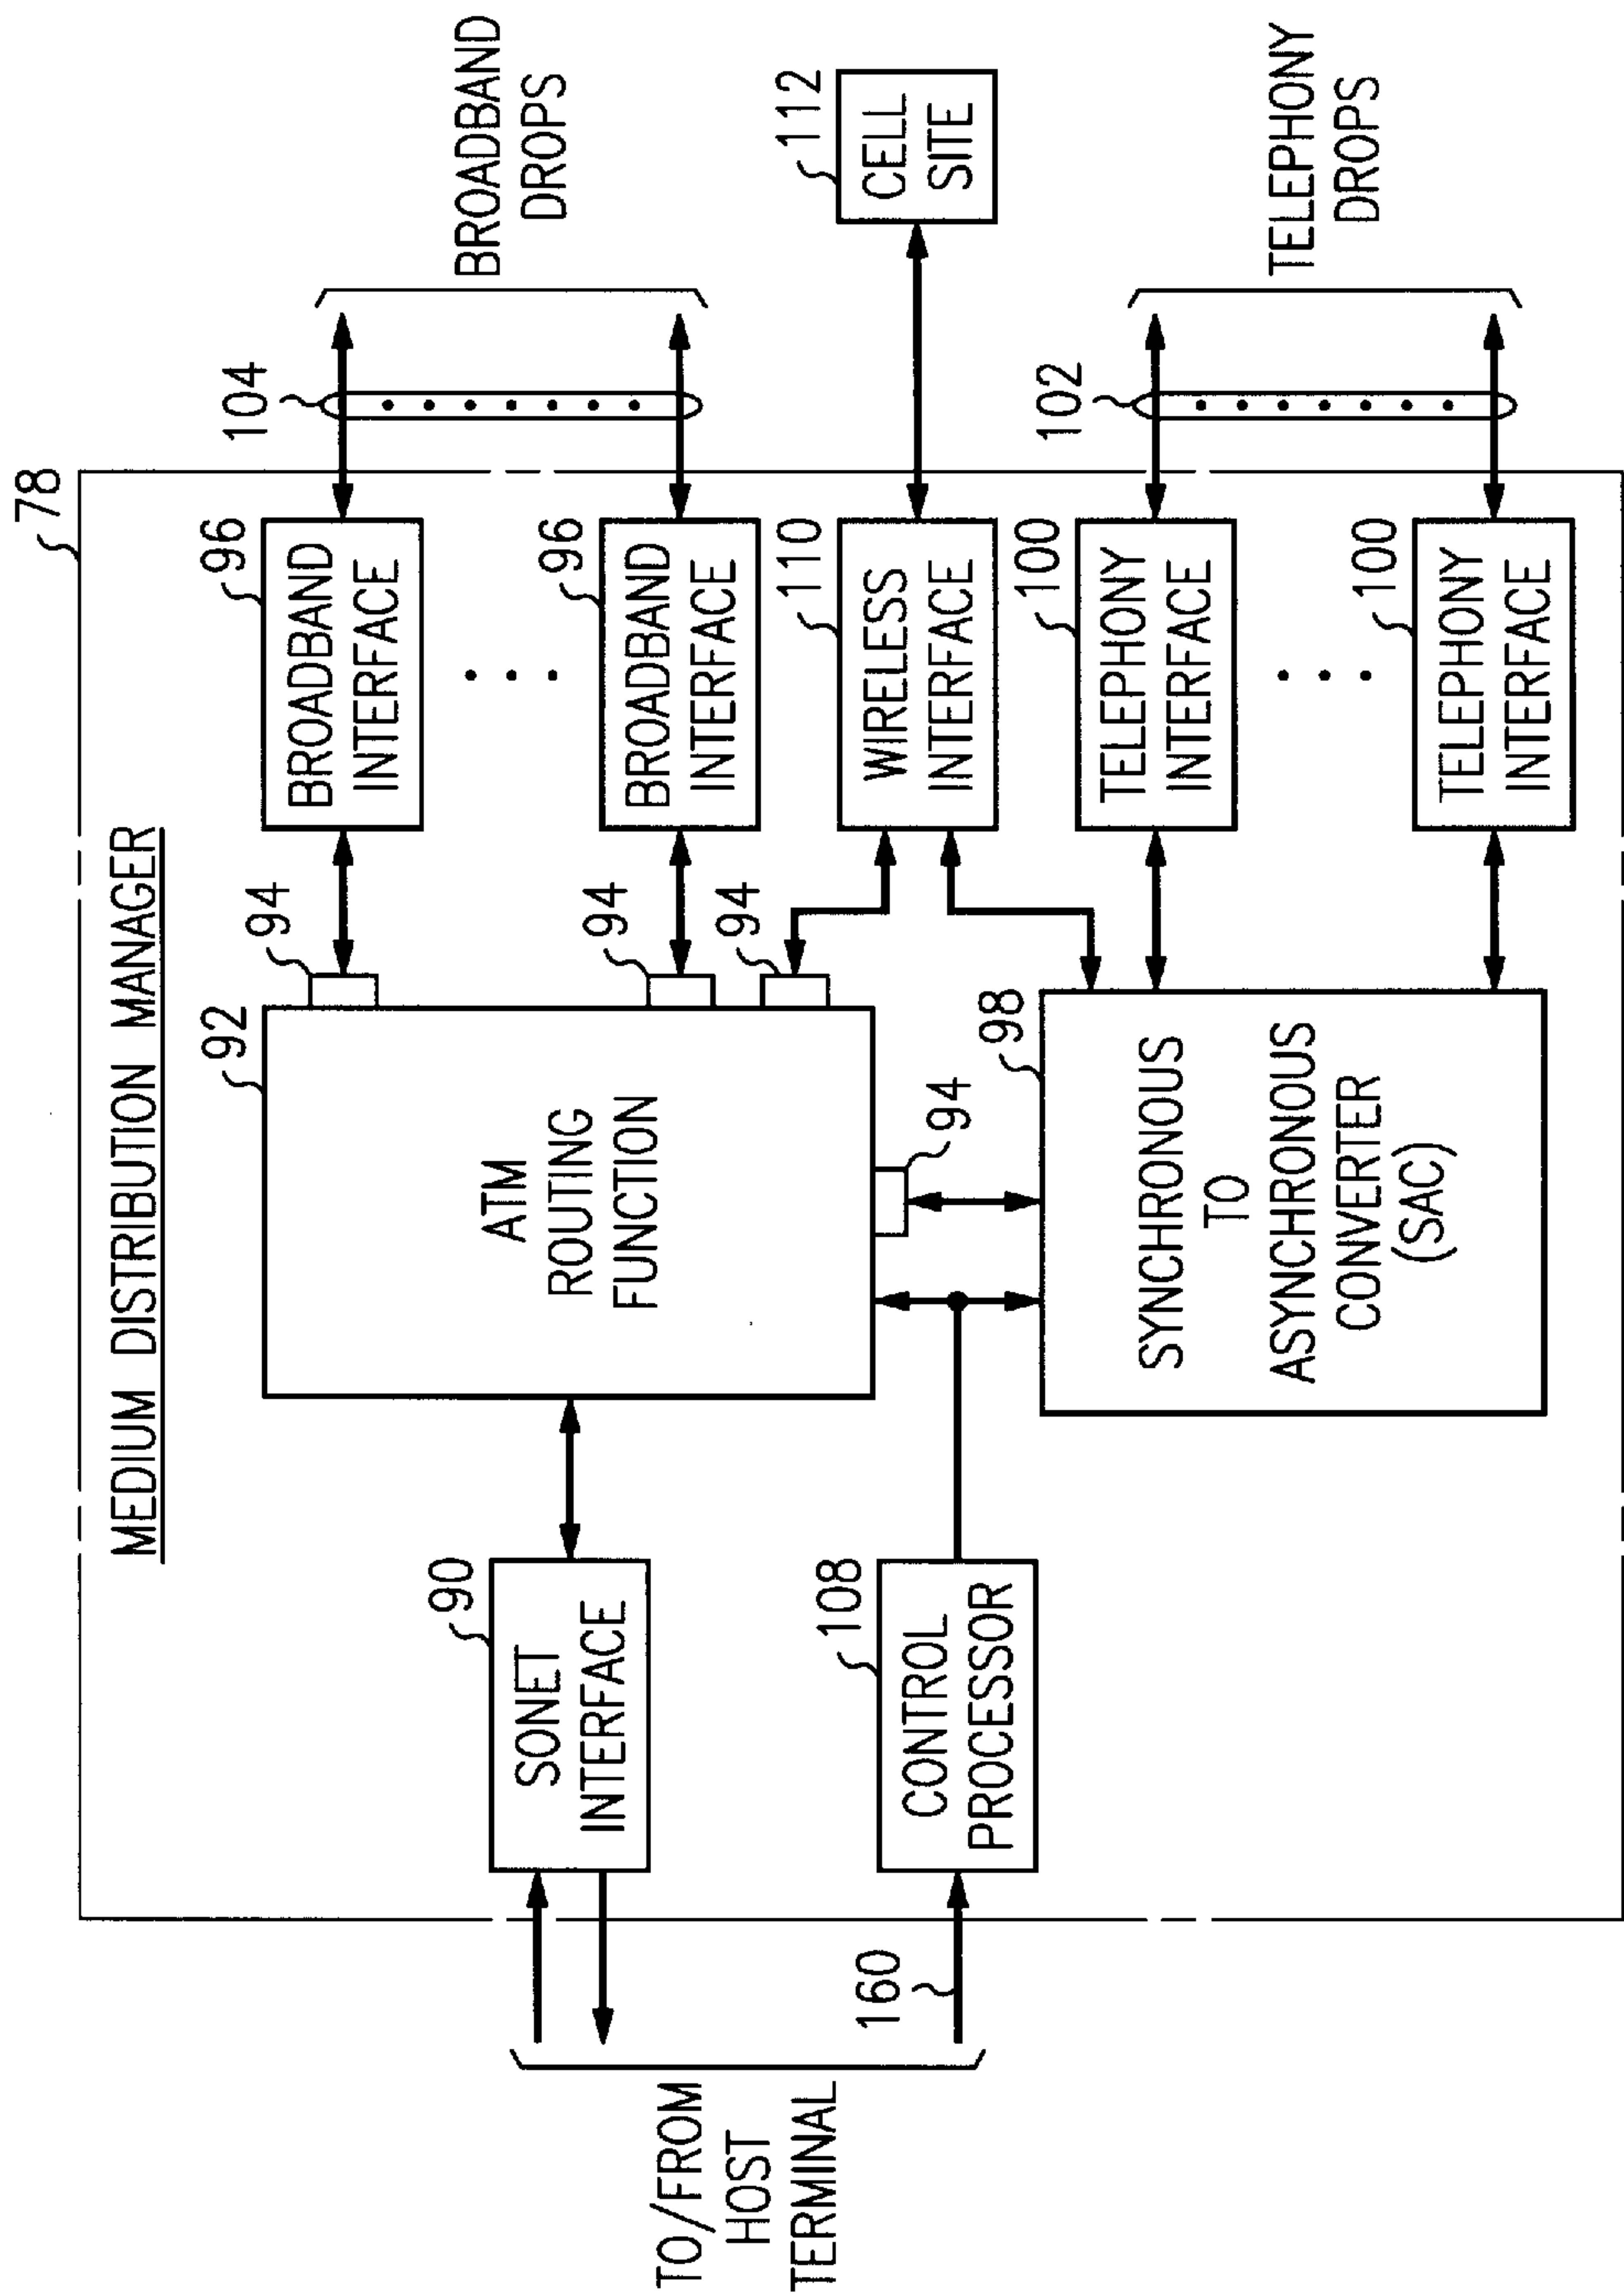 78
MEDIUM DISTRIBUTION MANAGER
TO/FROM
HOST
TERMINAL
160
90
SONET
INTERFACE
108
CONTROL
PROCESSOR
92
ATM
ROUTING
FUNCTION
94
94
94
94
98
SYNCHRONOUS
TO
ASYNCHRONOUS
CONVERTER
(SAC)
96
BROADBAND
INTERFACE
96
BROADBAND
INTERFACE
110
WIRELESS
INTERFACE
100
TELEPHONY
INTERFACE
100
TELEPHONY
INTERFACE
104
BROADBAND
DROPS
112
CELL
SITE
102
TELEPHONY
DROPS